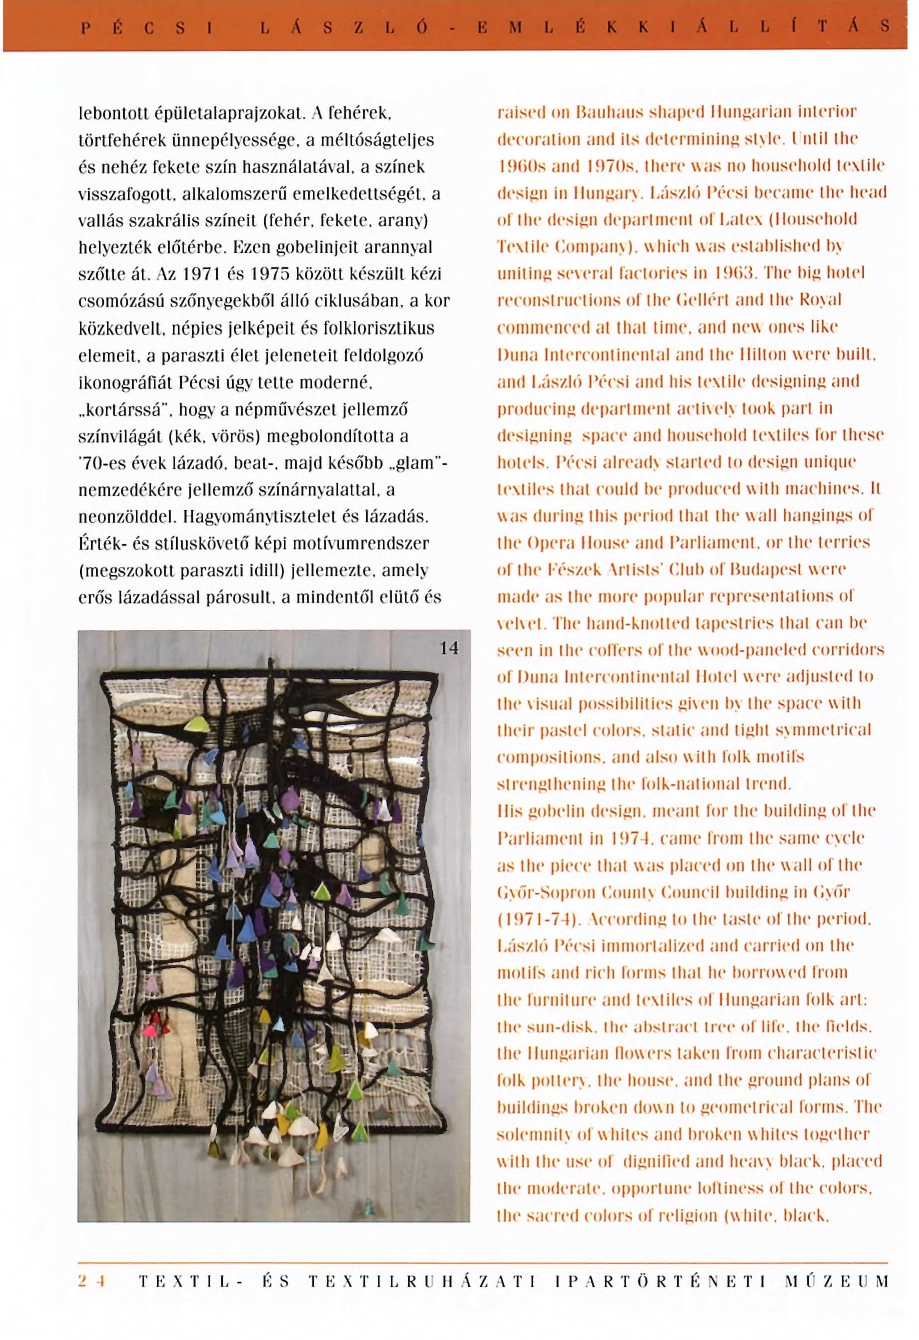 PÉCSI LÁSZLÓ-EMLÉKKIÁLLÍTÁS
lebontott épületalaprajzokat. A fehérek,
törtfehérek ünnepélyessége, a méltóságteljes
és nehéz fekete szín használatával, a színek
visszafogott, alkalomszerű emelkedettségét, a
vallás szakrális színeit (fehér, fekete, arany)
helyezték előtérbe. Ezen gobelinjeit arannyal
szőtte át. Az 1971 és 1975 között készült kézi
csomózású szőnyegekből álló ciklusában, a kor
közkedvelt, népies jelképeit és folklorisztikus
elemeit, a paraszti élet jeleneteit feldolgozó
ikonográfiát Pécsi úgy tette moderné,
„kortárssá", hogy a népművészet jellemző
színvilágát (kék, vörös) megbolondította a
'70-es évek lázadó, beat-, majd később „glam"-
nemzedékére jellemző színárnyalattal, a
neonzölddel. Hagyománytisztelet és lázadás.
Érték- és stíluskövető képi motívumrendszer
(megszokott paraszti idill) jellemezte, amely
erős lázadással párosult, a mindentől elütő és
14
raised on Bauhaus shaped Hungarian interior
decoration and its determining style. Until the
1960s and 1970s, there was no household textile
design in Hungary. László Pécsi became the head
of the design department of Latex (Household
Textile Company), which was established by
uniting several factories in 1963. The big hotel
reconstructions of the Gellért and the Royal
commenced at that time, and new ones like
Duna Intercontinental and the Hilton were built,
and László Pécsi and his textile designing and
producing department actively took part in
designing space and household textiles for these
hotels. Pécsi already started to design unique
textiles that could be produced with machines. It
was during this period that the wall hangings of
the Opera House and Parliament, or the terries
of the Fészek Artists' Club of Budapest were
made as the more popular representations of
velvet. The hand-knotted tapestries that can be
seen in the coffers of the wood-paneled corridors
of Duna Intercontinental Hotel were adjusted to
the visual possibilities given by the space with
their pastel colors, static and tight symmetrical
compositions, and also with folk motifs
strengthening the folk-national trend.
His gobelin design, meant for the building of the
Parliament in 1974, came from the same cycle
as the piece that was placed on the wall of the
Győr-Sopron County Council building in Győr
(1971-74). According to the taste of the period,
László Pécsi immortalized and carried on the
motifs and rich forms that he borrowed from
the furniture and textiles of Hungarian folk art:
the sun-disk, the abstract tree of life, the fields,
the Hungarian flowers taken from characteristic
folk pottery, the house, and the ground plans of
buildings broken down to geometrical forms. The
solemnity of whites and broken whites together
with the use of dignified and heavy black, placed
the moderate, opportune loftiness of the colors,
the sacred colors of religion (white, black,
24 TEXTIL- ÉS TEXTILRUHÁZATI IPARTÖRTÉNETI MÚZEUM